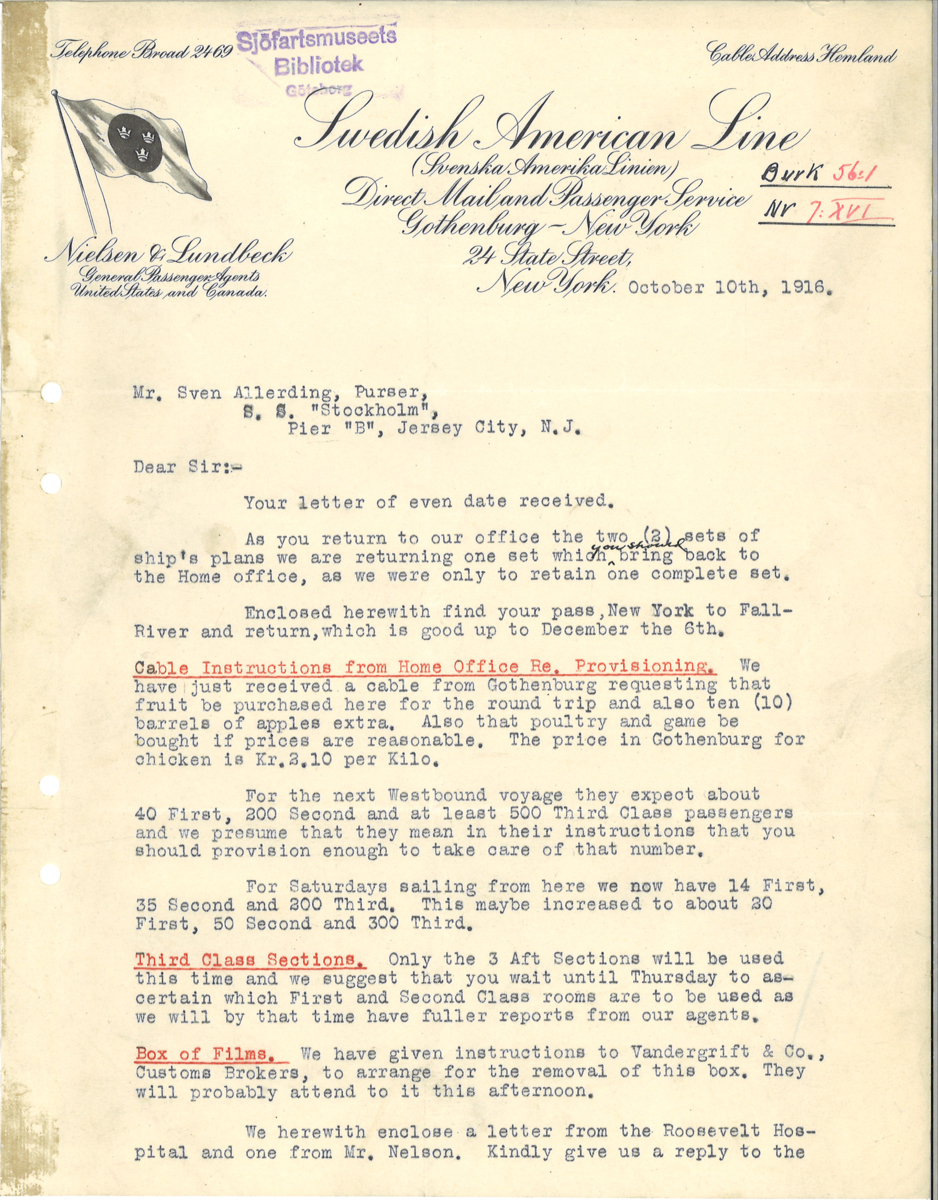 Telephone Broad 2469
Sjöfartsmuseets
Bibliotek
Göteborg
Cable Address Hemland
Swedish American Line
(Svenska Amerika Linien)
Direct Mail and Passenger Service
Gothenburg – New York
24 State Street,
New York. October 10th, 1916.
Burk 56:1
Nr 7:XVI
Nielsen & Lundbeck
General Passenger Agents
United States and Canada.
Mr. Sven Allerding, Purser,
S. S. "Stockholm",
Pier "B", Jersey City, N.J.
Dear Sir:-
Your letter of even date received.
As you return to our office the two (2) sets of
you should
ship's plans we are returning one set which ^ bring back to
the Home office, as we were only to retain one complete set.
Enclosed herewith find your pass, New York to Fall-
River and return, which is good up to December the 6th.
Cable Instructions from Home Office Re. Provisioning. We
have just received a cable from Gothenburg requesting that
fruit be purchased here for the round trip and also ten (10)
barrels of apples extra. Also that poultry and game be
bought if prices are reasonable. The price in Gothenburg for
chicken is Kr.2.10 per Kilo.
For the next Westbound voyage they expect about
40 First, 200 Second and at least 500 Third Class passengers
and we presume that they mean in their instructions that you
should provision enough to take care of that number.
For Saturdays sailing from here we now have 14 First,
35 Second and 200 Third. This maybe increased to about 20
First, 50 Second and 300 Third.
Third Class Sections. Only the 3 Aft Sections will be used
this time and we suggest that you wait until Thursday to as-
certain which First and Second Class rooms are to be used as
we will by that time have fuller reports from our agents.
Box of Films. We have given instructions to Vandergrift & Co.,
Customs Brokers, to arrange for the removal of this box. They
will probably attend to it this afternoon.
We herewith enclose a letter from the Roosevelt Hos-
pital and one from Mr. Nelson. Kindly give us a reply to the